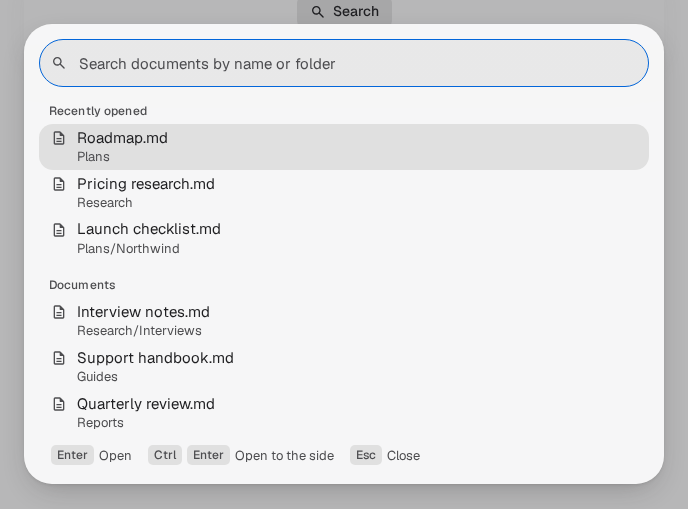 Search
Search documents by name or folder
Recently opened
Roadmap.md
Plans
Pricing research.md
Research
Launch checklist.md
Plans/Northwind
Documents
Interview notes.md
Research/Interviews
Support handbook.md
Guides
Quarterly review.md
Reports
Enter Open Ctrl Enter Open to the side Esc Close